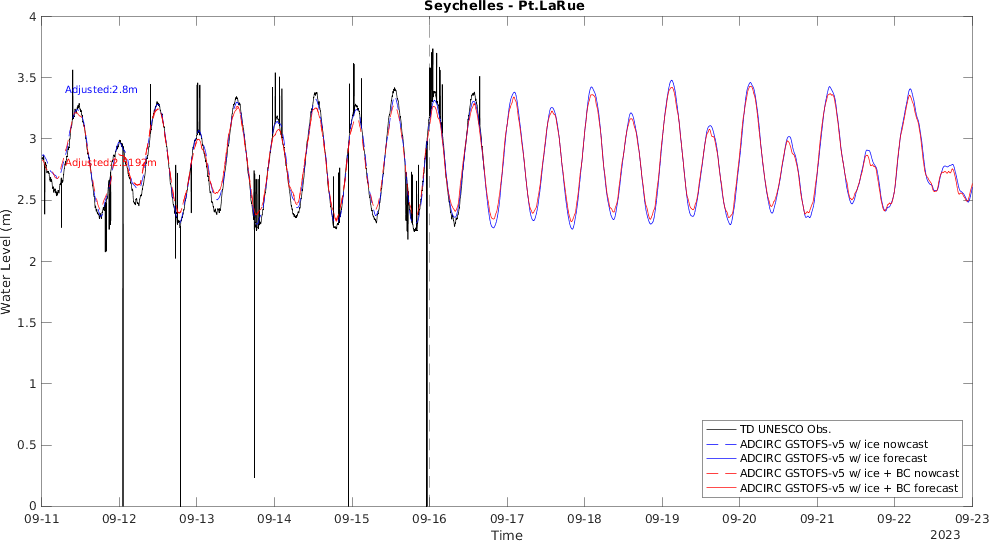 Seychelles - Pt.LaRue
Water Level (m)
4
3.5
3
2.5
2
1.5
1
0.5
0
Adjusted:2.8m
09-11
09-12
09-13
09-14
09-15
09-16
09-17
09-18
09-19
09-20
09-21
09-22
09-23
Time
2023
TD UNESCO Obs.
ADCIRC GSTOFS-v5 w/ ice nowcast
ADCIRC GSTOFS-v5 w/ ice forecast
ADCIRC GSTOFS-v5 w/ ice + BC nowcast
ADCIRC GSTOFS-v5 w/ ice + BC forecast